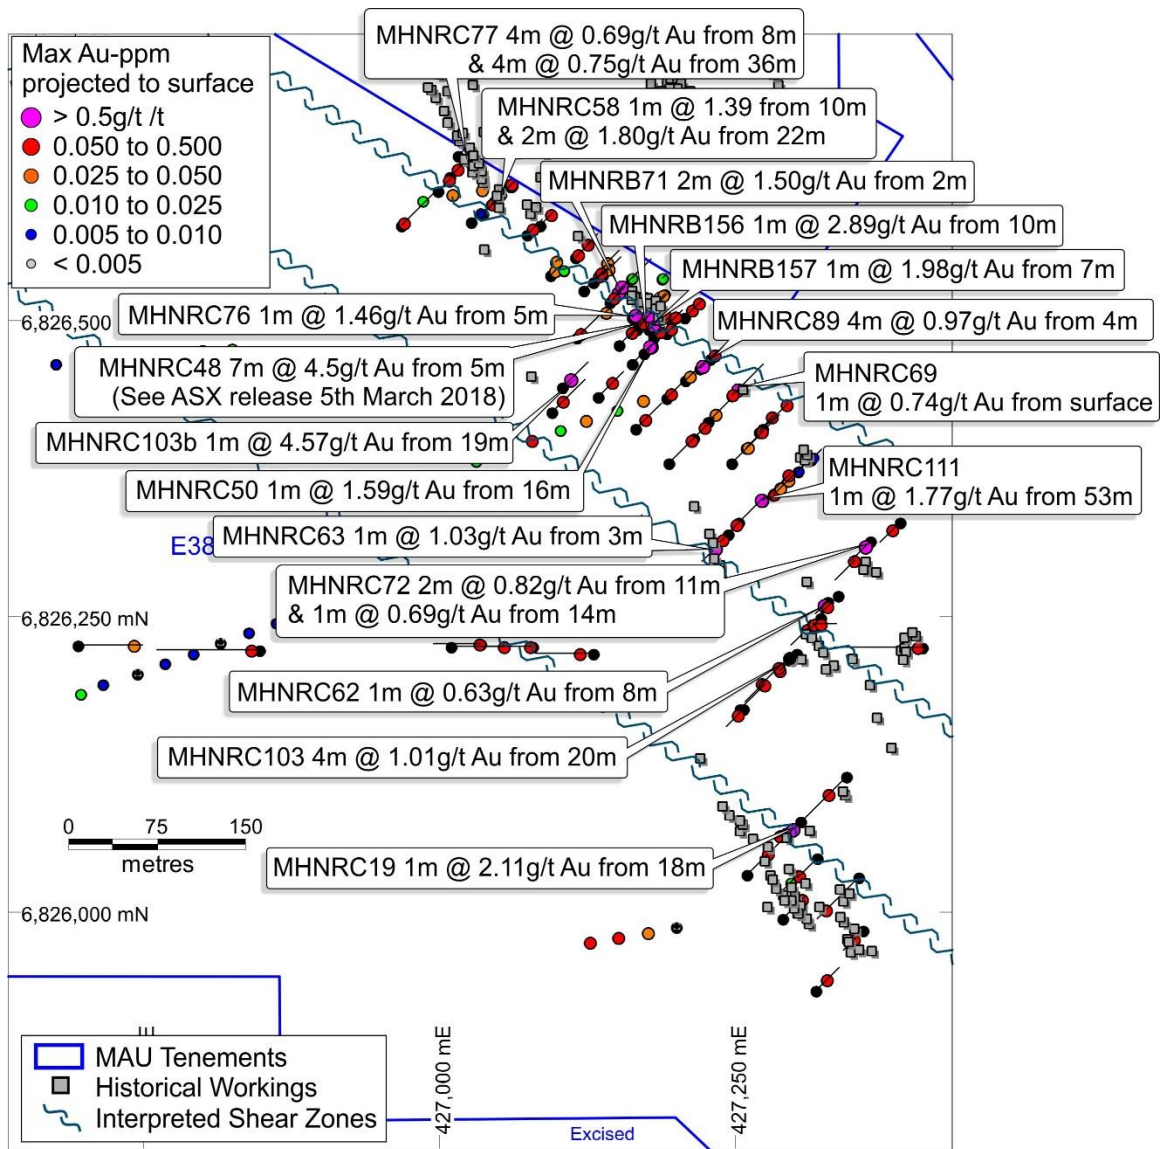 MHNRC77 4m @ 0.69g/t Au from 8m
& 4m @ 0.75g/t Au from 36m
Max Au-ppm
projected to surface
> 0.5g/t /t
0.050 to 0.500
0.025 to 0.050
0.010 to 0.025
0.005 to 0.010
< 0.005
MHNRC58 1m @ 1.39 from 10m
& 2m @ 1.80g/t Au from 22m
MHNRB71 2m @ 1.50g/t Au from 2m
MHNRB156 1m @ 2.89g/t Au from 10m
MHNRB157 1m @ 1.98g/t Au from 7m
MHNRC76 1m @ 1.46g/t Au from 5m
6,826,500
MHNRC89 4m @ 0.97g/t Au from 4m
MHNRC48 7m @ 4.5g/t Au from 5m
(See ASX release 5th March 2018)
MHNRC69
1m @ 0.74g/t Au from surface
MHNRC103b 1m @ 4.57g/t Au from 19m
MHNRC111
1m @ 1.77g/t Au from 53m
MHNRC50 1m @ 1.59g/t Au from 16m
E38
MHNRC63 1m @ 1.03g/t Au from 3m
MHNRC72 2m @ 0.82g/t Au from 11m
& 1m @ 0.69g/t Au from 14m
6,826,250 mN
MHNRC62 1m @ 0.63g/t Au from 8m
MHNRC103 4m @ 1.01g/t Au from 20m
0 75 150
metres
MHNRC19 1m @ 2.11g/t Au from 18m
6,826,000 mN
427,000 mE
427,250 mE
MAU Tenements
Historical Workings
Interpreted Shear Zones
Excised